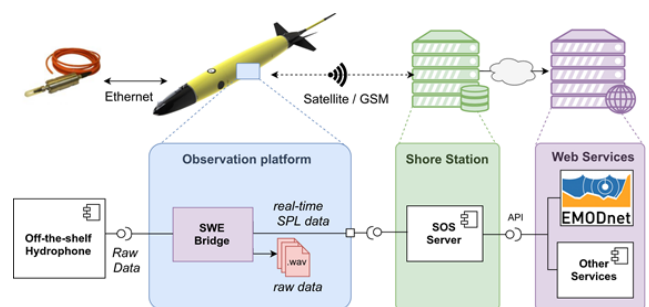 Ethernet
Satellite / GSM
Observation platform
Shore Station
Web Services
Off-the-shelf
Hydrophone
Raw
Data
SWE
Bridge
real-time
SPL data
.wav
raw data
SOS
Server
API
EMODnet
Other
Services